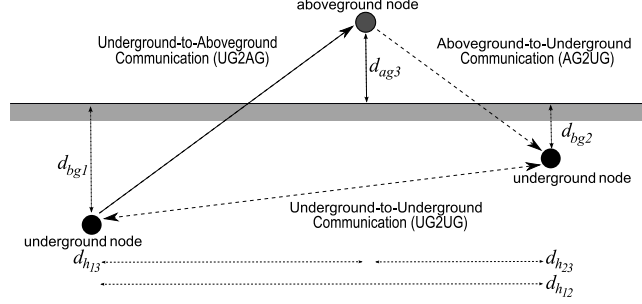 aboveground node
Underground-to-Aboveground
Communication (UG2AG)
Aboveground-to-Underground
Communication (AG2UG)
d_ag3
d_bg1
d_bg2
underground node
Underground-to-Underground
Communication (UG2UG)
underground node
d_h13
d_h23
d_h12